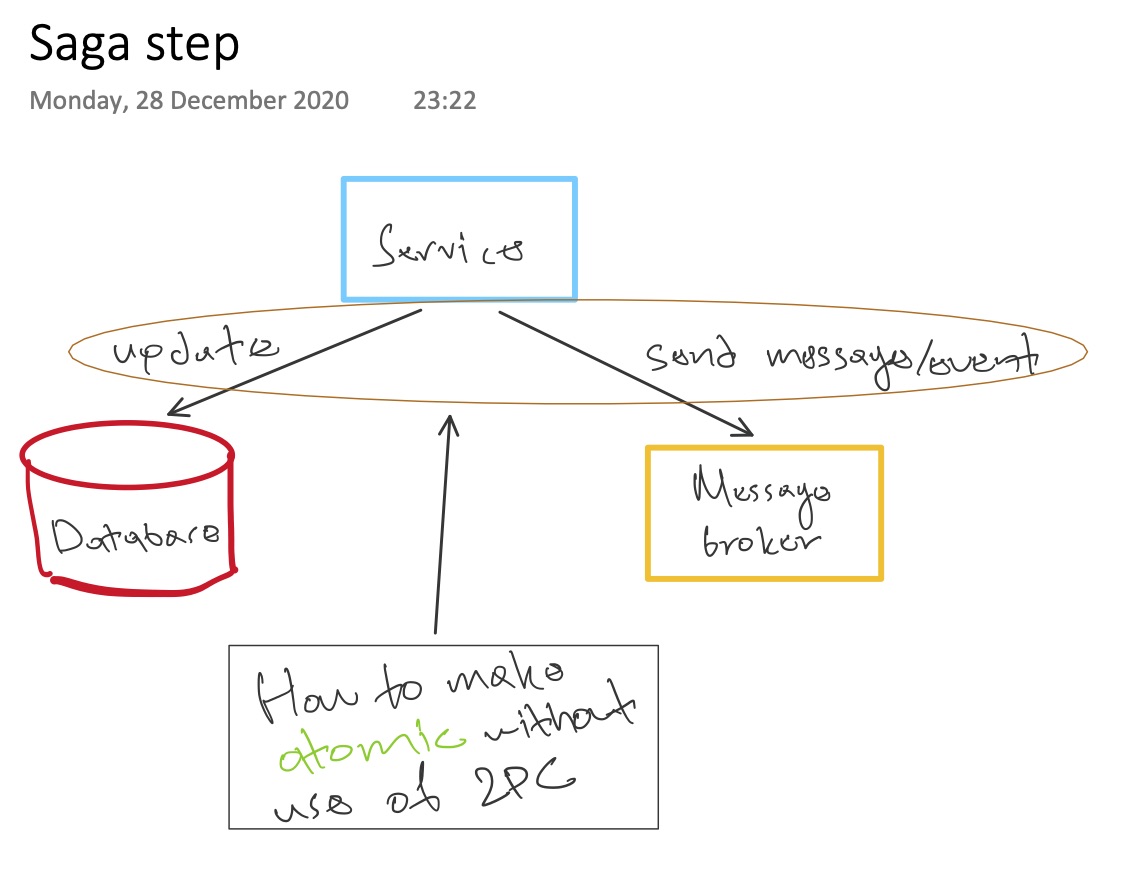 Saga step
Monday, 28 December 2020 23:22
Service
update
send message/event
Database
Message
broker
How to make
atomic without
use of 2PC